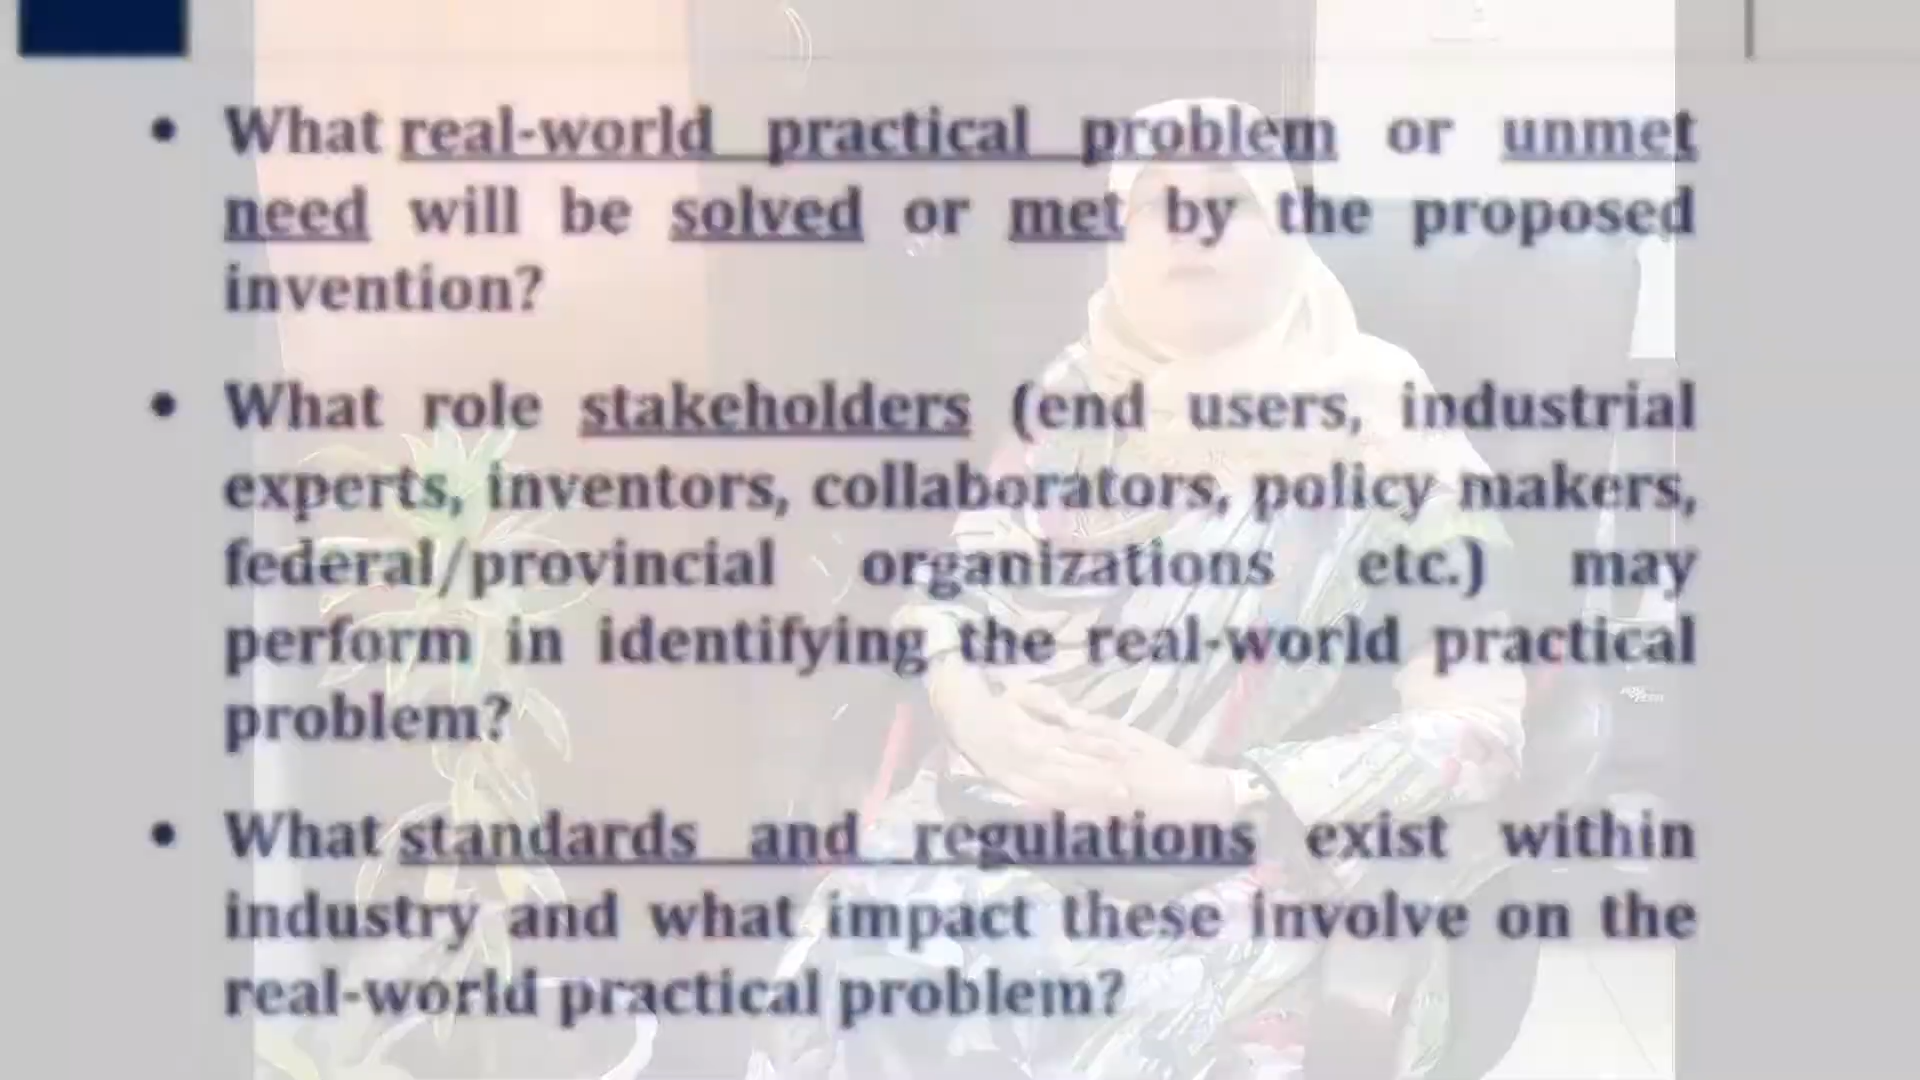 • What real-world practical problem or unmet
need will be solved or met by the proposed
invention?
• What role stakeholders (end users, industrial
experts, inventors, collaborators, policy makers,
federal/provincial organizations etc.) may
perform in identifying the real-world practical
problem?
• What standards and regulations exist within
industry and what impact these involve on the
real-world practical problem?